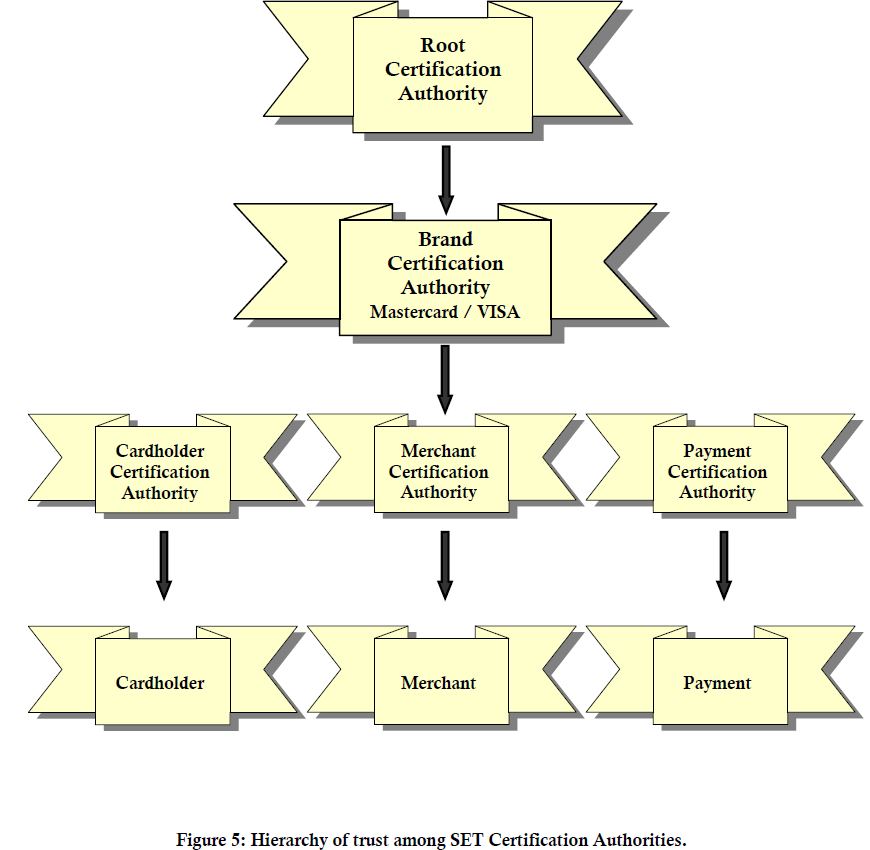 Root
Certification
Authority
Brand
Certification
Authority
Mastercard / VISA
Cardholder
Certification
Authority
Merchant
Certification
Authority
Payment
Certification
Authority
Cardholder
Merchant
Payment
Figure 5: Hierarchy of trust among SET Certification Authorities.